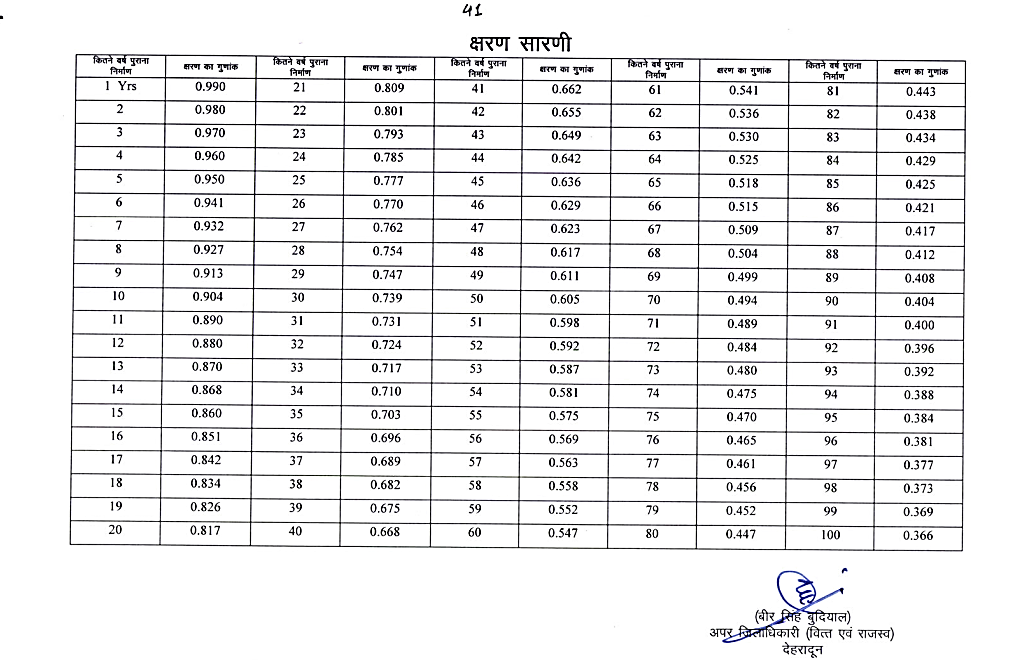 41
क्षरण सारणी
कितने वर्ष पुराना निर्माण क्षरण का गुणांक कितने वर्ष पुराना निर्माण क्षरण का गुणांक कितने वर्ष पुराना निर्माण क्षरण का गुणांक कितने वर्ष पुराना निर्माण क्षरण का गुणांक कितने वर्ष पुराना निर्माण क्षरण का गुणांक
1 Yrs 0.990 21 0.809 41 0.662 61 0.541 81 0.443
2 0.980 22 0.801 42 0.655 62 0.536 82 0.438
3 0.970 23 0.793 43 0.649 63 0.530 83 0.434
4 0.960 24 0.785 44 0.642 64 0.525 84 0.429
5 0.950 25 0.777 45 0.636 65 0.518 85 0.425
6 0.941 26 0.770 46 0.629 66 0.515 86 0.421
7 0.932 27 0.762 47 0.623 67 0.509 87 0.417
8 0.927 28 0.754 48 0.617 68 0.504 88 0.412
9 0.913 29 0.747 49 0.611 69 0.499 89 0.408
10 0.904 30 0.739 50 0.605 70 0.494 90 0.404
11 0.890 31 0.731 51 0.598 71 0.489 91 0.400
12 0.880 32 0.724 52 0.592 72 0.484 92 0.396
13 0.870 33 0.717 53 0.587 73 0.480 93 0.392
14 0.868 34 0.710 54 0.581 74 0.475 94 0.388
15 0.860 35 0.703 55 0.575 75 0.470 95 0.384
16 0.851 36 0.696 56 0.569 76 0.465 96 0.381
17 0.842 37 0.689 57 0.563 77 0.461 97 0.377
18 0.834 38 0.682 58 0.558 78 0.456 98 0.373
19 0.826 39 0.675 59 0.552 79 0.452 99 0.369
20 0.817 40 0.668 60 0.547 80 0.447 100 0.366
(बीर सिंह बुदियाल)
अपर जिलाधिकारी (वित्त एवं राजस्व)
देहरादून